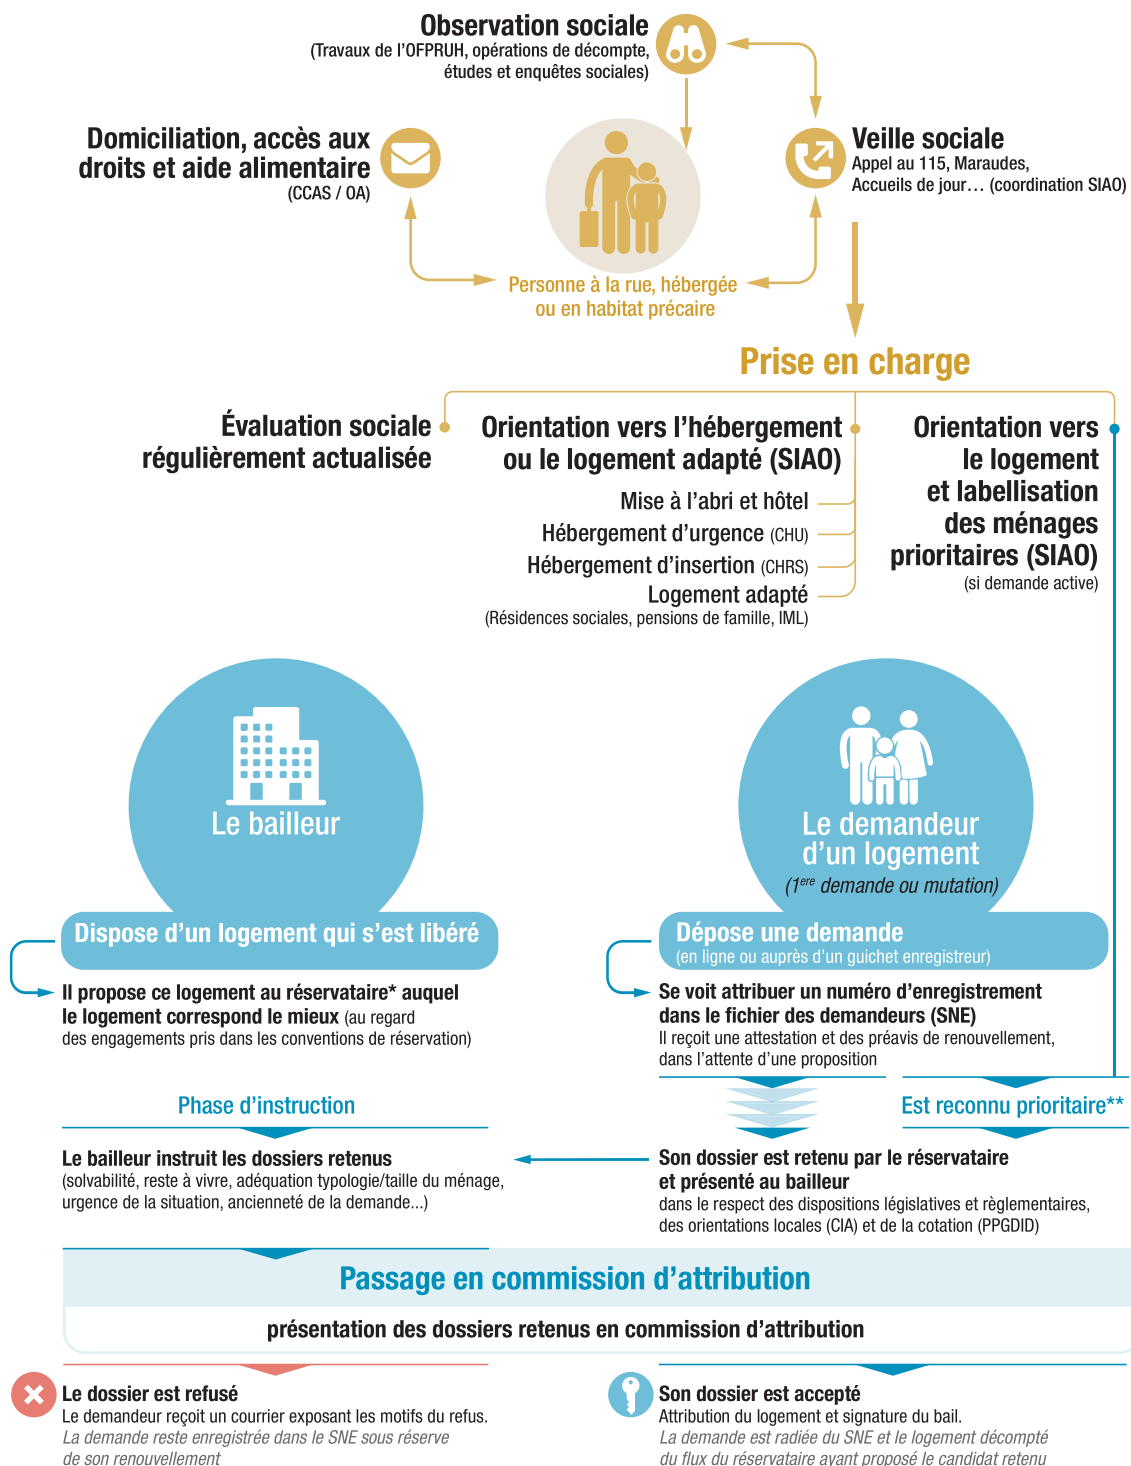 Observation sociale
(Travaux de l’OFPRUH, opérations de décompte,
études et enquêtes sociales)
Domiciliation, accès aux
droits et aide alimentaire
(CCAS / OA)
Veille sociale
Appel au 115, Maraudes,
Accueils de jour… (coordination SIAO)
Personne à la rue, hébergée
ou en habitat précaire
Prise en charge
Évaluation sociale
régulièrement actualisée
Orientation vers l’hébergement
ou le logement adapté (SIAO)
Mise à l’abri et hôtel
Hébergement d’urgence (CHU)
Hébergement d’insertion (CHRS)
Logement adapté
(Résidences sociales, pensions de famille, IML)
Orientation vers
le logement
et labellisation
des ménages
prioritaires (SIAO)
(si demande active)
Le bailleur
Dispose d’un logement qui s’est libéré
Il propose ce logement au réservataire* auquel
le logement correspond le mieux (au regard
des engagements pris dans les conventions de réservation)
Le demandeur
d’un logement
(1ere demande ou mutation)
Dépose une demande
(en ligne ou auprès d’un guichet enregistreur)
Se voit attribuer un numéro d’enregistrement
dans le fichier des demandeurs (SNE)
Il reçoit une attestation et des préavis de renouvellement,
dans l’attente d’une proposition
Est reconnu prioritaire**
Son dossier est retenu par le réservataire
et présenté au bailleur
dans le respect des dispositions législatives et règlementaires,
des orientations locales (CIA) et de la cotation (PPGDID)
Phase d’instruction
Le bailleur instruit les dossiers retenus
(solvabilité, reste à vivre, adéquation typologie/taille du ménage,
urgence de la situation, ancienneté de la demande...)
Passage en commission d’attribution
présentation des dossiers retenus en commission d’attribution
Le dossier est refusé
Le demandeur reçoit un courrier exposant les motifs du refus.
La demande reste enregistrée dans le SNE sous réserve
de son renouvellement
Son dossier est accepté
Attribution du logement et signature du bail.
La demande est radiée du SNE et le logement décompté
du flux du réservataire ayant proposé le candidat retenu